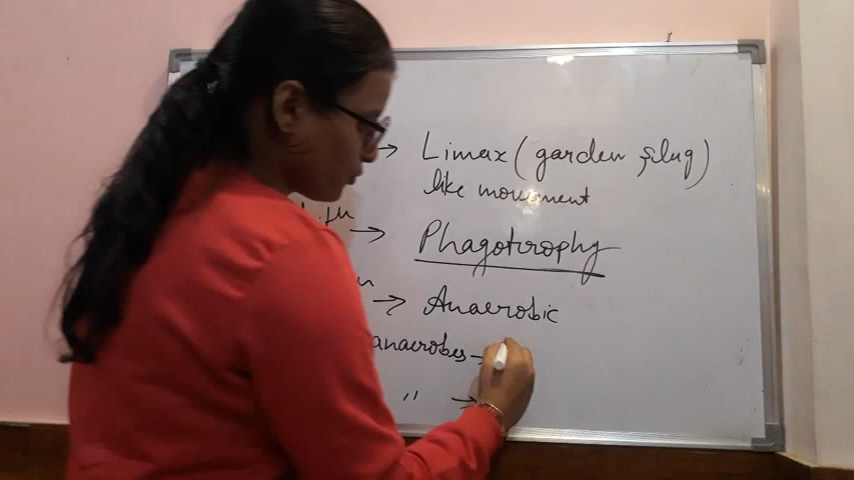 → Limax (garden slug)
like movement
→ Phagotrophy
→ Anaerobic
anaerobes →
" →